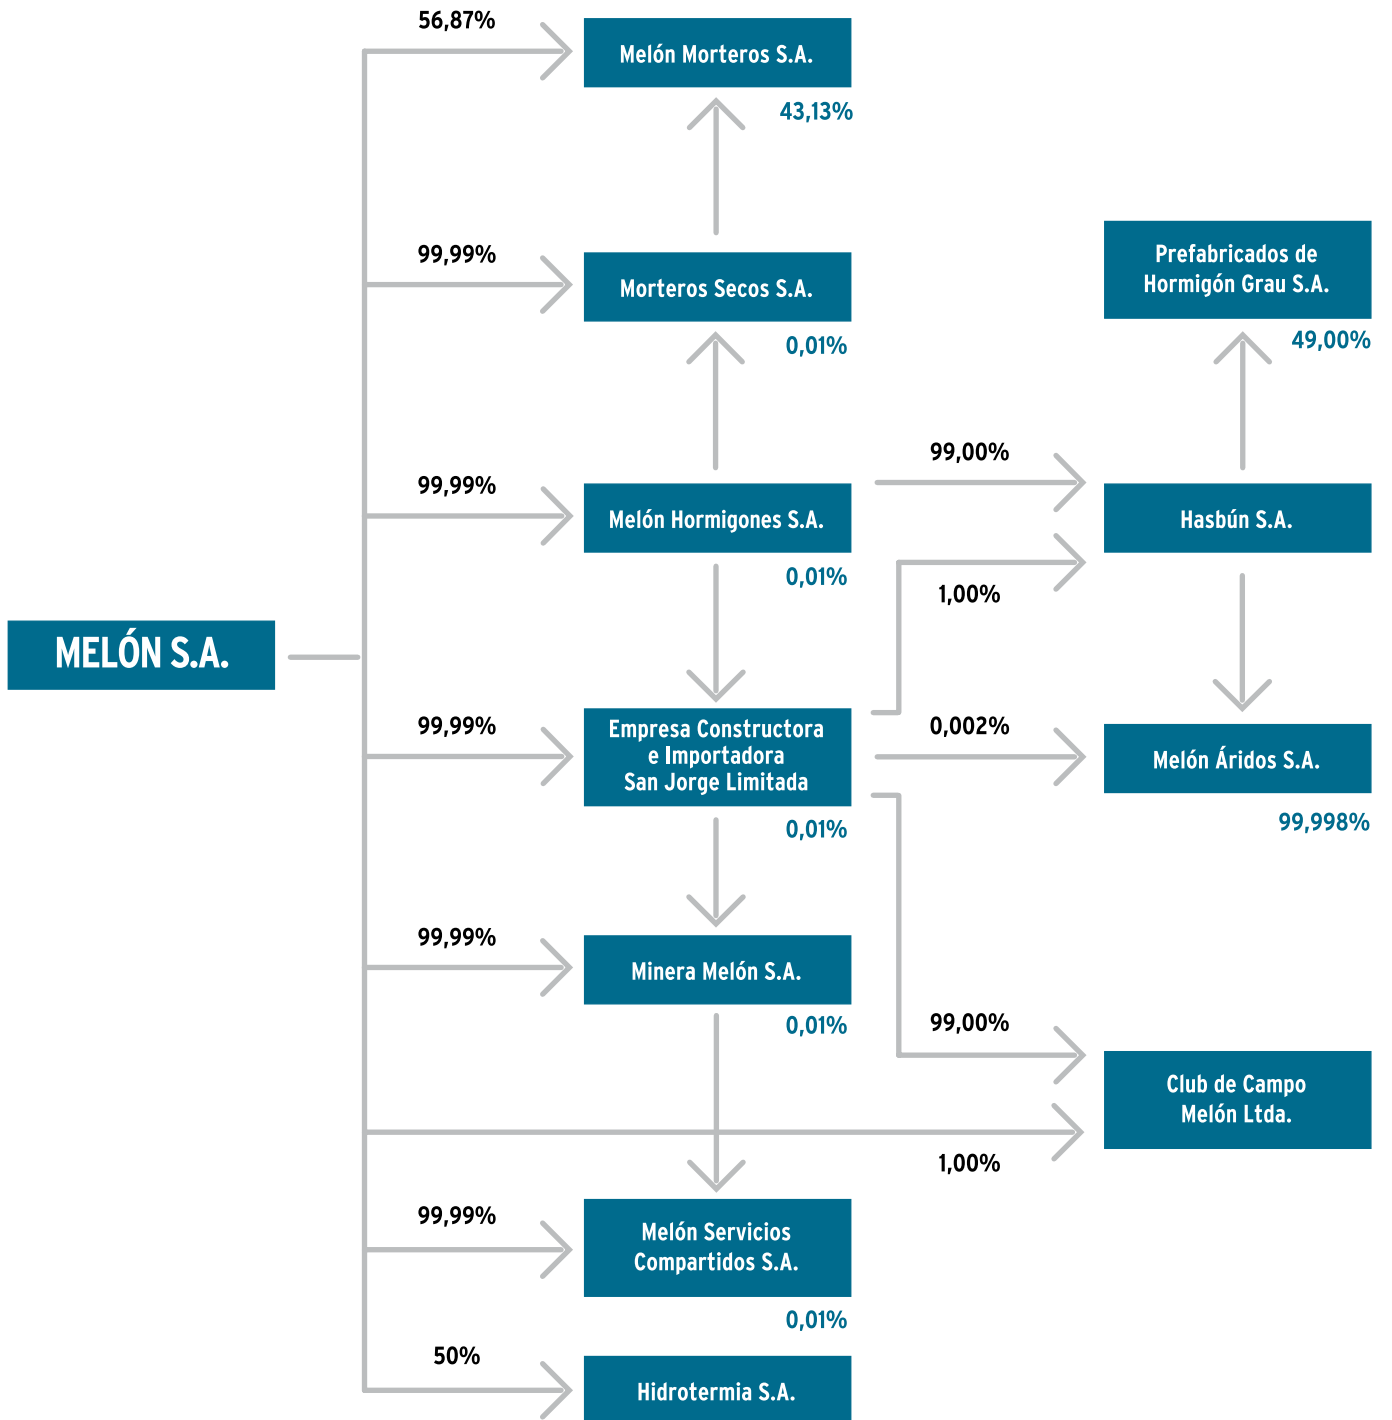 56,87%
Melón Morteros S.A.
43,13%
99,99%
Morteros Secos S.A.
0,01%
Prefabricados de
Hormigón Grau S.A.
49,00%
99,99%
Melón Hormigones S.A.
0,01%
99,00%
Hasbún S.A.
1,00%
MELÓN S.A.
99,99%
Empresa Constructora
e Importadora
San Jorge Limitada
0,01%
0,002%
Melón Áridos S.A.
99,998%
99,99%
Minera Melón S.A.
0,01%
99,00%
Club de Campo
Melón Ltda.
1,00%
99,99%
Melón Servicios
Compartidos S.A.
0,01%
50%
Hidrotermia S.A.